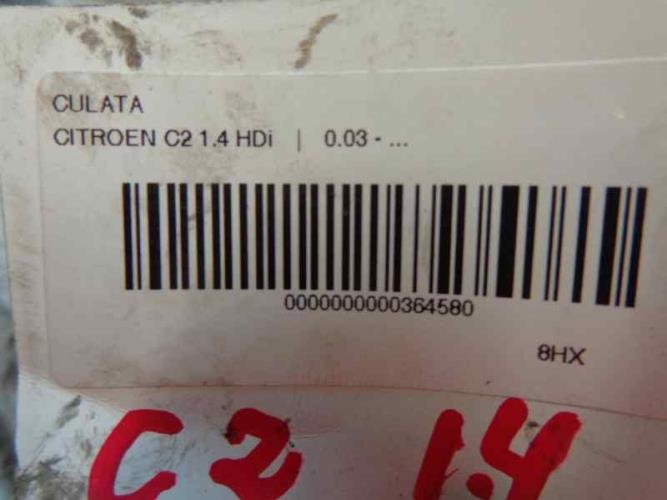 CULATA
CITROEN C2 1.4 HDi | 0.03 - ...
0000000000364580
8HX
C2 1.4